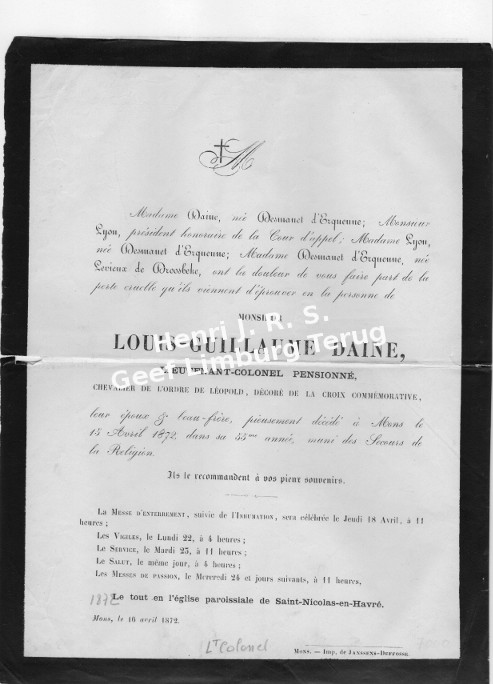 M
Madame Daine, née Desmanet d'Erquenne; Monsieur
Lyon, président honoraire de la Cour d'appel; Madame Lyon,
née Desmanet d'Erquenne; Madame Desmanet d'Erquenne, née
Levieux de Droosbeke, ont la douleur de vous faire part de la
perte cruelle qu'ils viennent d'éprouver en la personne de
MONSIEUR
LOUIS-GUILLAUME DAINE,
LIEUTENANT-COLONEL PENSIONNÉ,
CHEVALIER DE L'ORDRE DE LÉOPOLD, DÉCORÉ DE LA CROIX COMMÉMORATIVE,
leur époux & beau-frère, pieusement décédé à Mons le
15 Avril 1872, dans sa 55me année, muni des Secours de
la Religion.
Ils le recommandent à vos pieux souvenirs.
La Messe d'enterrement, suivie de l'Inhumation, sera célébrée le Jeudi 18 Avril, à 11
heures;
Les Vigiles, le Lundi 22, à 4 heures;
Le Service, le Mardi 23, à 11 heures;
Le Salut, le même jour, à 4 heures;
Les Messes de passion, le Mercredi 24 et jours suivants, à 11 heures,
Le tout en l'église paroissiale de Saint-Nicolas-en-Havré.
1872
Mons, le 16 avril 1872.
Lt Colonel
Mons. — Imp. de Janssens-Deffossé
Henri J. R. S.
Geef Limburg Terug